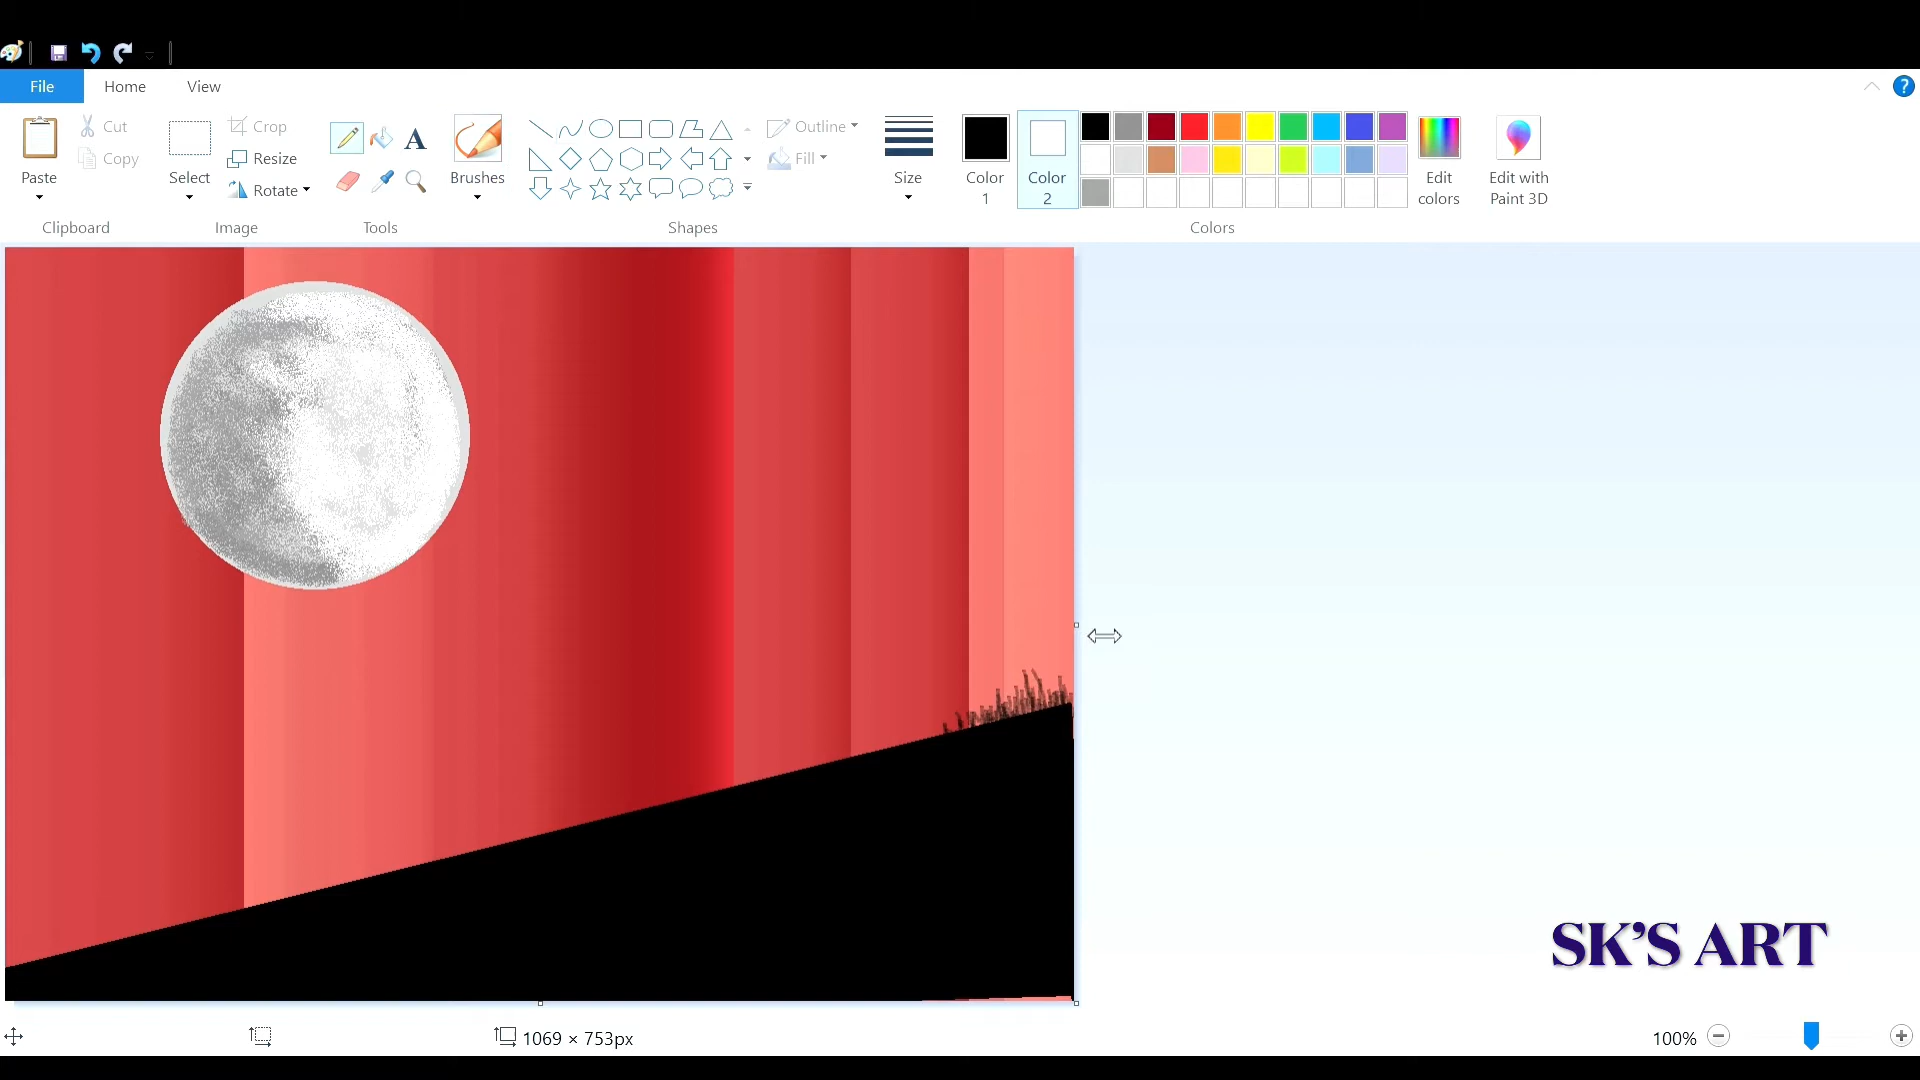 File Home View ?
Cut
Copy
Paste
Clipboard
Select
Crop
Resize
Rotate
Image
A
Tools
Brushes
Outline
Fill
Shapes
Size
Color
1
Color
2
Edit
colors
Colors
Edit with
Paint 3D
SK'S ART
1069 × 753px
100%